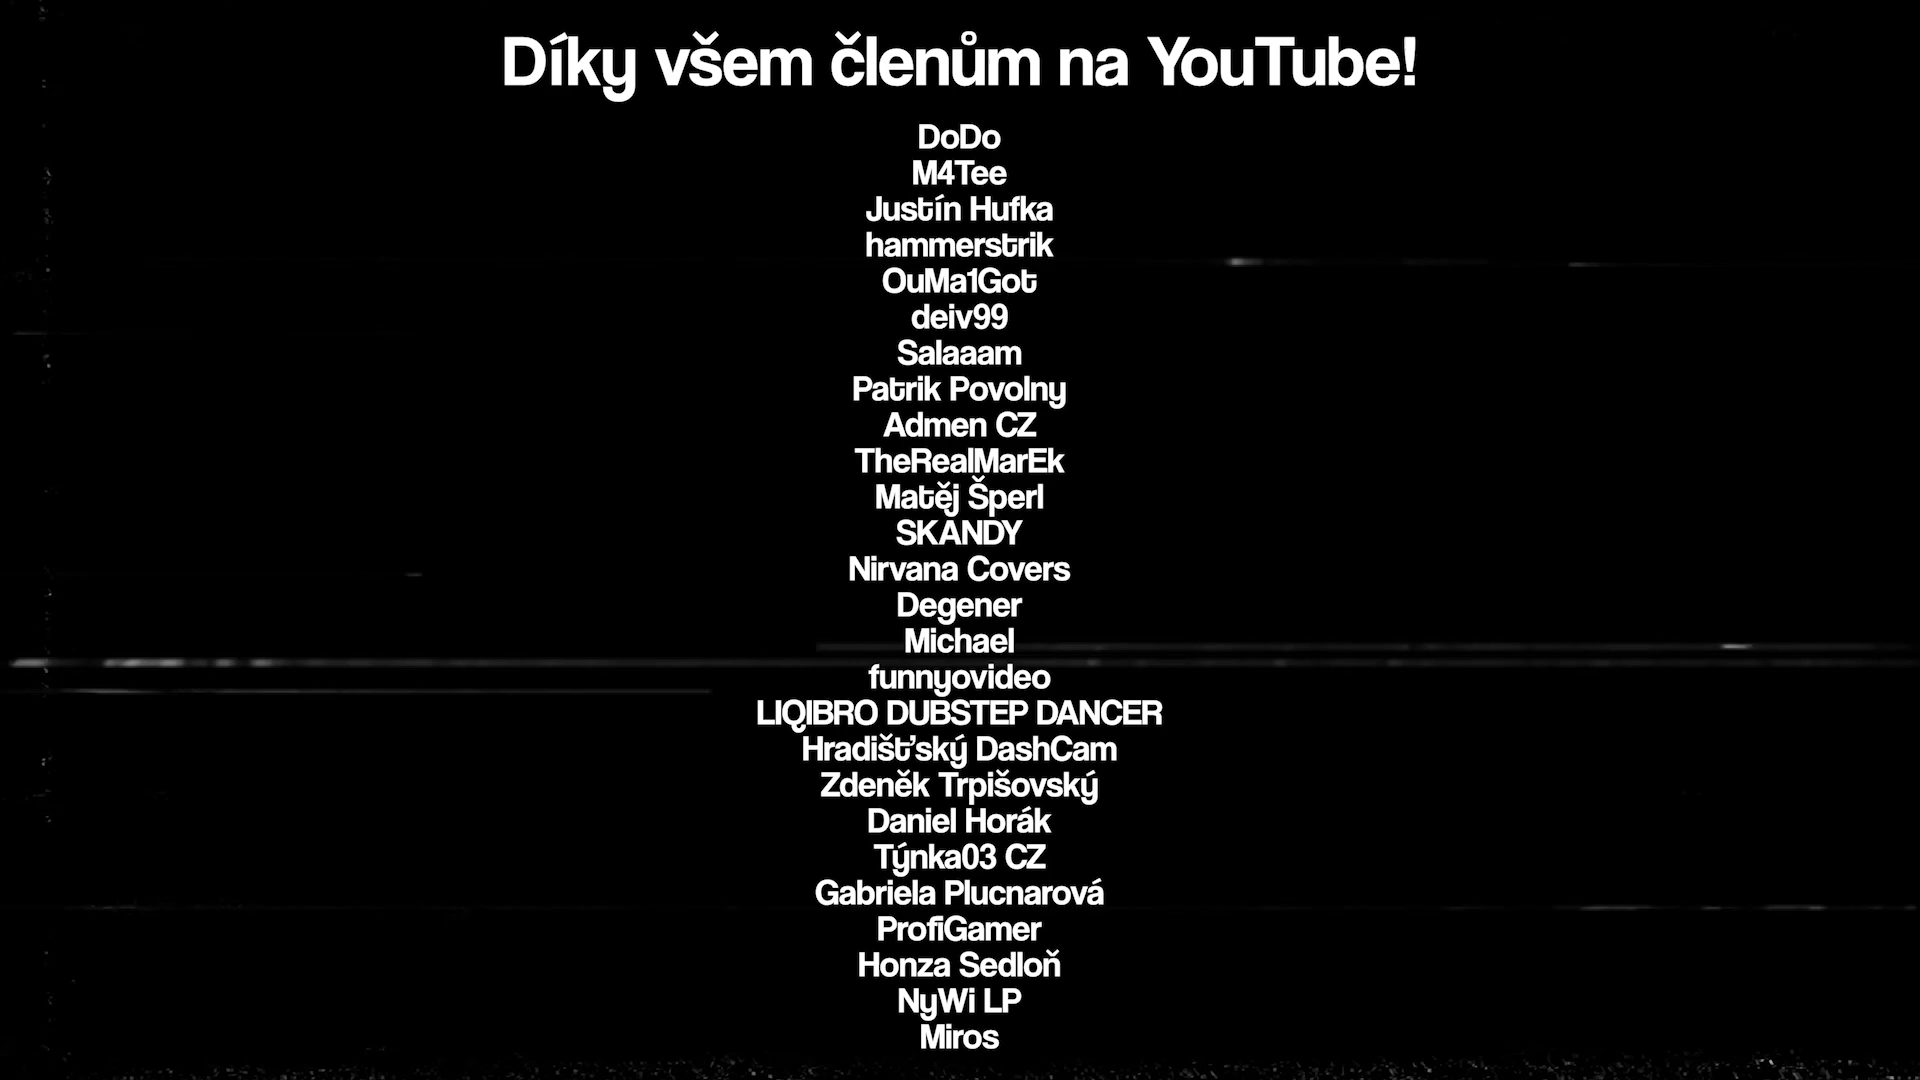 Díky všem členům na YouTube!
DoDo
M4Tee
Justín Hufka
hammerstrik
OuMa1Got
deiv99
Salaaam
Patrik Povolny
Admen CZ
TheRealMarEk
Matěj Šperl
SKANDY
Nirvana Covers
Degener
Michael
funnyovideo
LIQIBRO DUBSTEP DANCER
Hradišťský DashCam
Zdeněk Trpišovský
Daniel Horák
Týnka03 CZ
Gabriela Plucnarová
ProfiGamer
Honza Sedloň
NyWi LP
Miros